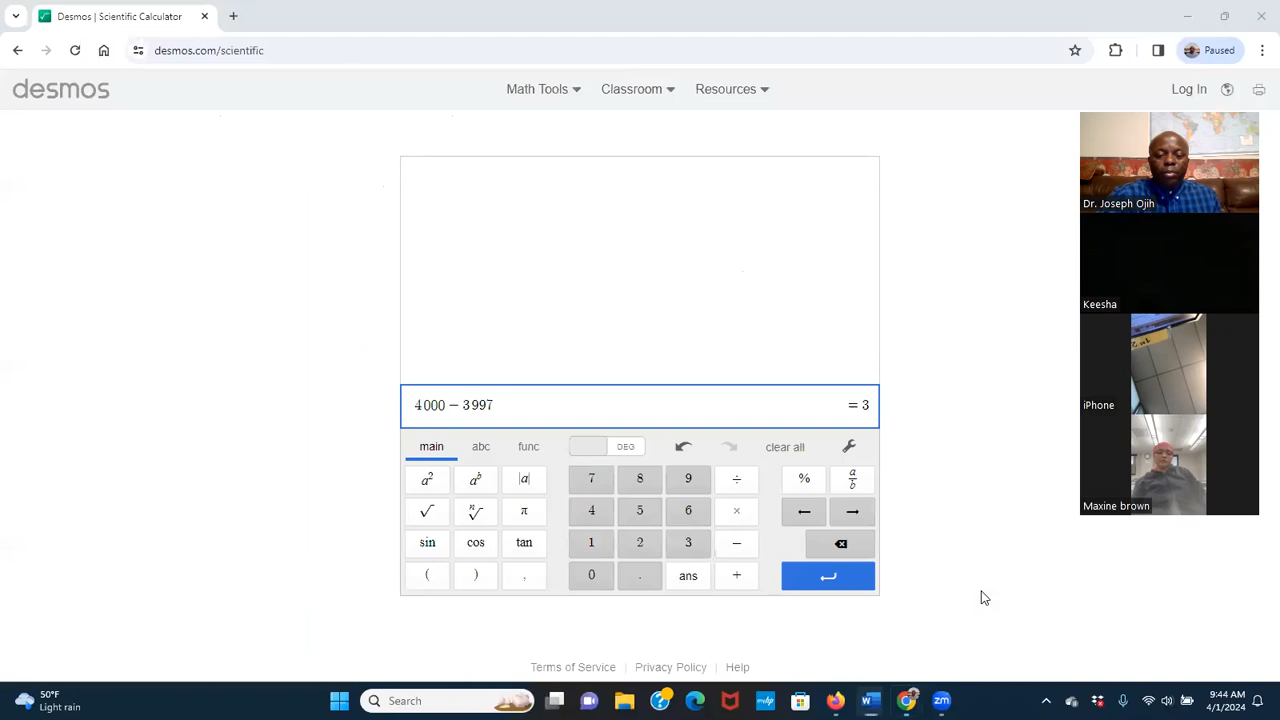 Desmos | Scientific Calculator
desmos.com/scientific
Paused
desmos
Math Tools
Classroom
Resources
Log In
Dr. Joseph Ojih
Keesha
iPhone
Maxine brown
4000 − 3997
= 3
main abc func DEG clear all
a² aᵇ |a| 7 8 9 ÷ % a/b
√ ⁿ√ π 4 5 6 × ← →
sin cos tan 1 2 3 −
( ) , 0 . ans +
Terms of Service | Privacy Policy | Help
50°F
Light rain
Search
9:44 AM
4/1/2024